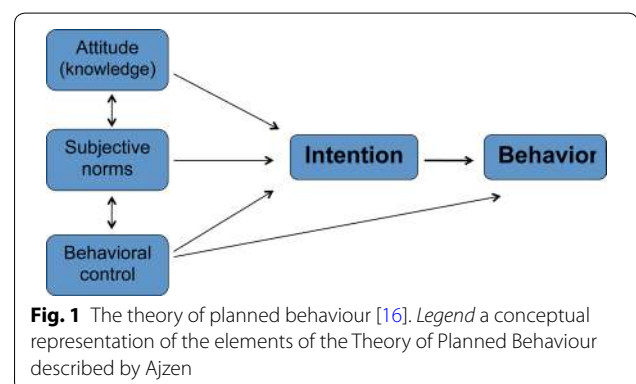 Attitude
(knowledge)
Subjective
norms
Intention
Behavior
Behavioral
control
Fig. 1 The theory of planned behaviour [16]. Legend a conceptual
representation of the elements of the Theory of Planned Behaviour
described by Ajzen